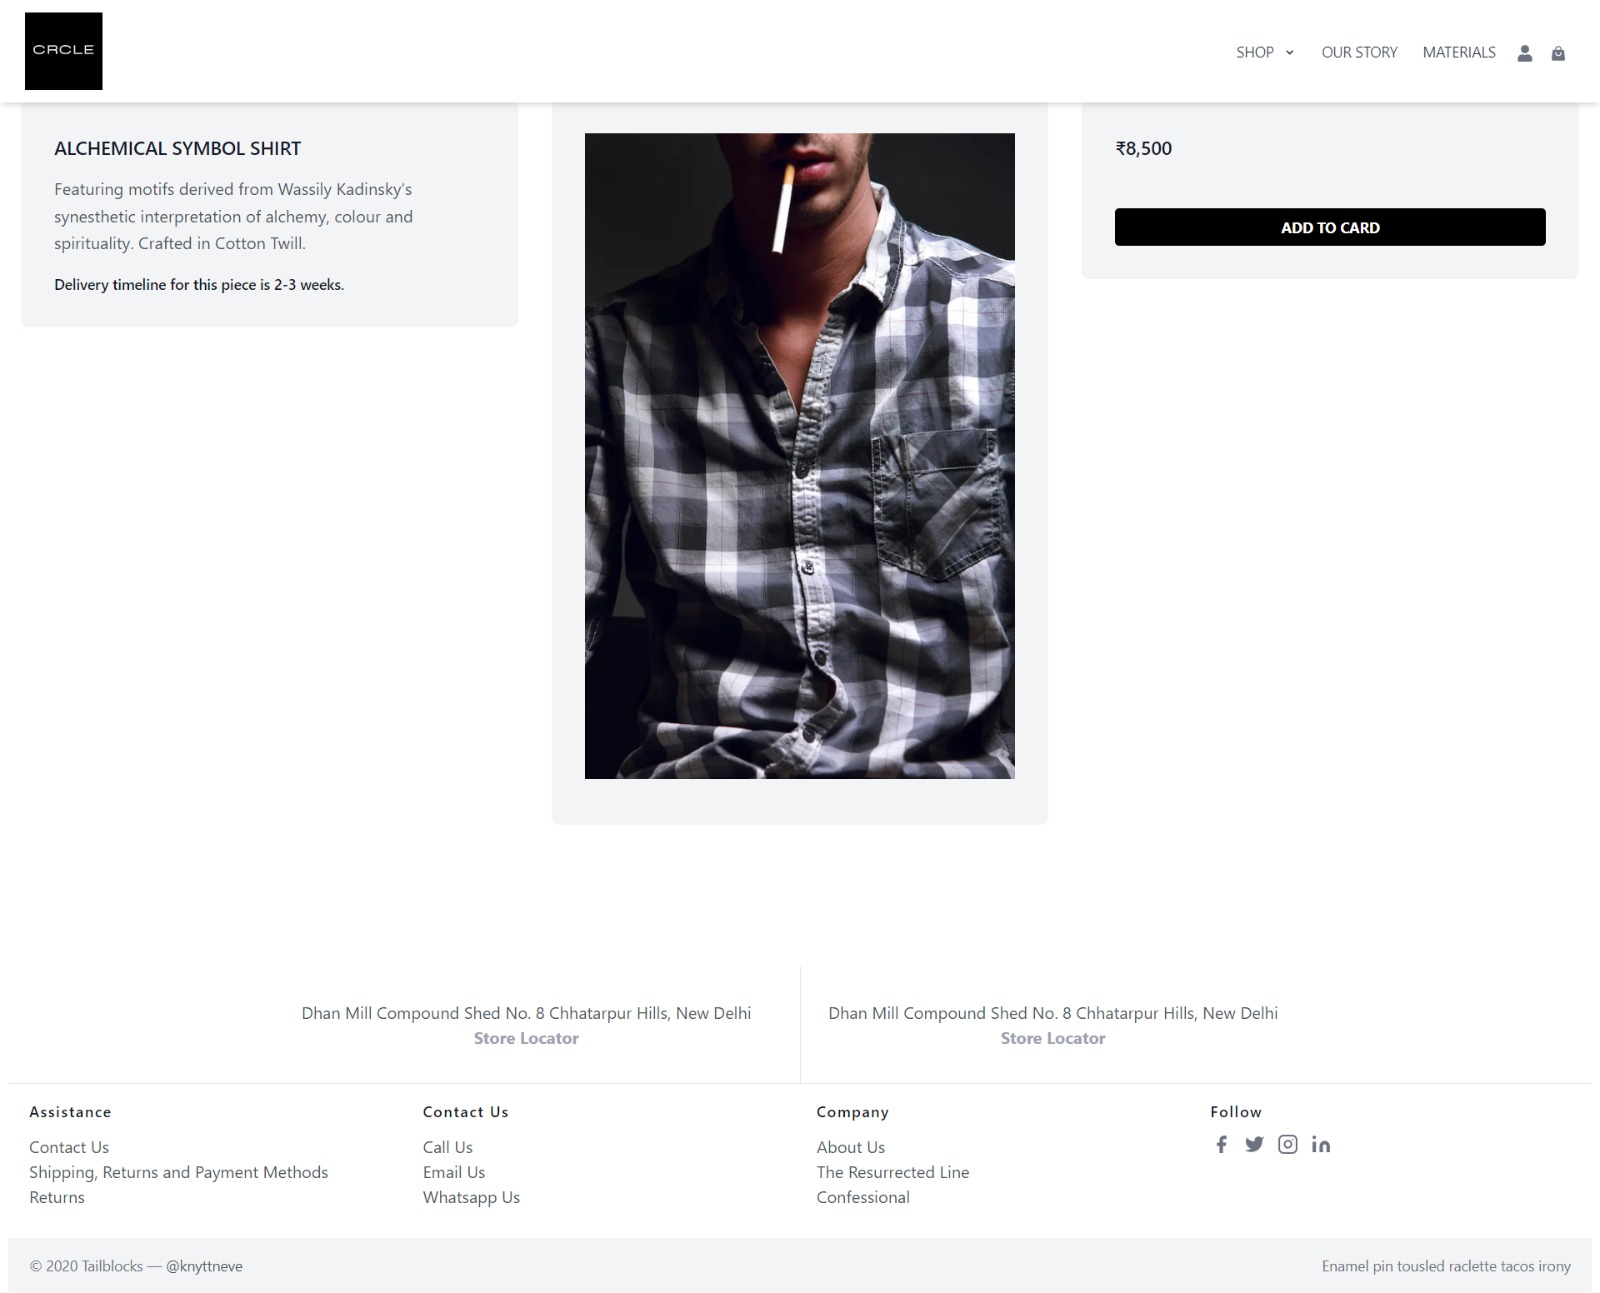 CRCLE
SHOP
OUR STORY
MATERIALS
ALCHEMICAL SYMBOL SHIRT
Featuring motifs derived from Wassily Kadinsky's
synesthetic interpretation of alchemy, colour and
spirituality. Crafted in Cotton Twill.
Delivery timeline for this piece is 2-3 weeks.
₹8,500
ADD TO CARD
Dhan Mill Compound Shed No. 8 Chhatarpur Hills, New Delhi
Store Locator
Dhan Mill Compound Shed No. 8 Chhatarpur Hills, New Delhi
Store Locator
Assistance
Contact Us
Shipping, Returns and Payment Methods
Returns
Contact Us
Call Us
Email Us
Whatsapp Us
Company
About Us
The Resurrected Line
Confessional
Follow
© 2020 Tailblocks — @knyttneve
Enamel pin tousled raclette tacos irony